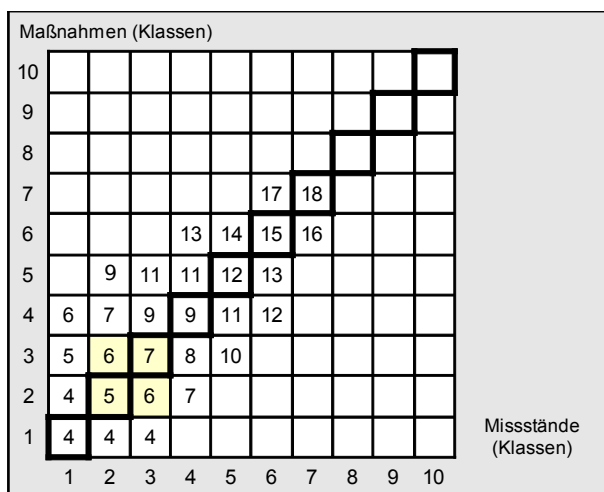 Maßnahmen (Klassen)
10
9
8
7 17 18
6 13 14 15 16
5 9 11 11 12 13
4 6 7 9 9 11 12
3 5 6 7 8 10
2 4 5 6 7
1 4 4 4
Missstände
(Klassen)
1 2 3 4 5 6 7 8 9 10